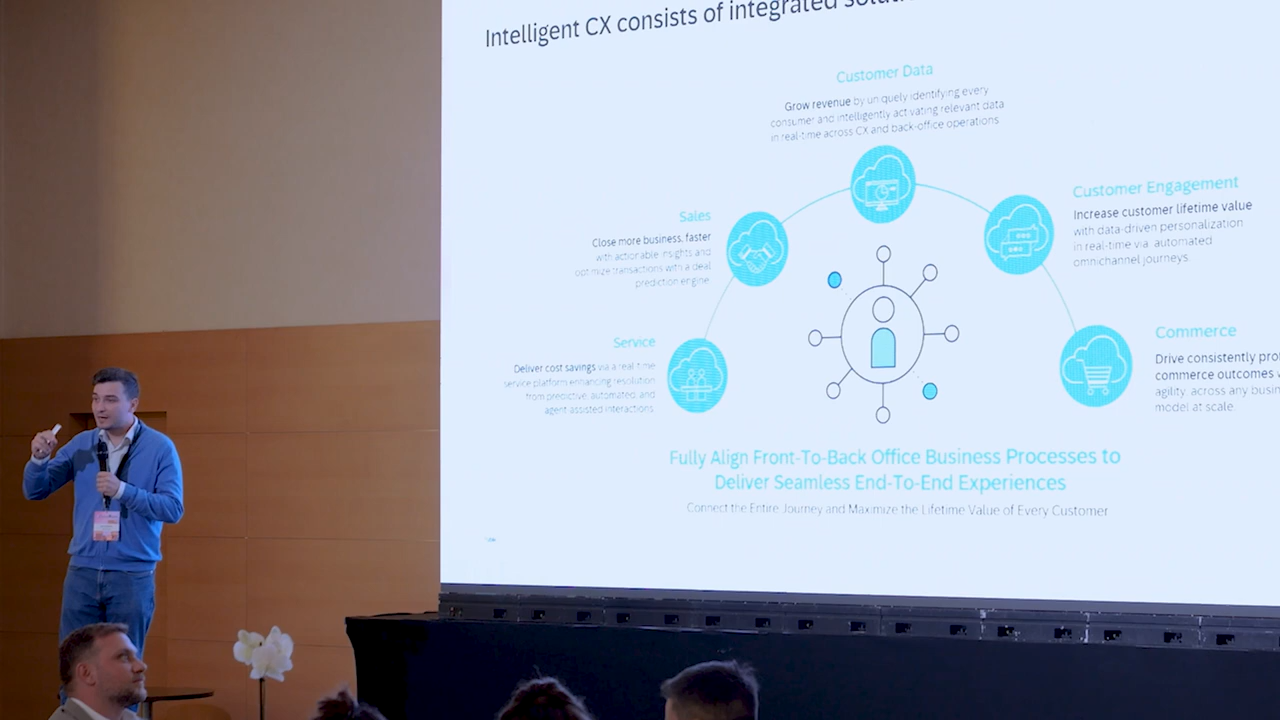 Intelligent CX consists of integrated
Customer Data
Grow revenue by uniquely identifying every
consumer and intelligently activating relevant data
in real-time across CX and back-office operations
Customer Engagement
Increase customer lifetime value
with data-driven personalization
in real-time via automated
omnichannel journeys.
Sales
Close more business, faster
with actionable insights and
optimize transactions with a deal
prediction engine.
Service
Deliver cost savings via a real-time
service platform enhancing resolution
from predictive, automated, and
agent assisted interactions.
Commerce
Drive consistently
commerce outcomes
agility, across any
model at scale.
Fully Align Front-To-Back Office Business Processes to
Deliver Seamless End-To-End Experiences
Connect the Entire Journey and Maximize the Lifetime Value of Every Customer